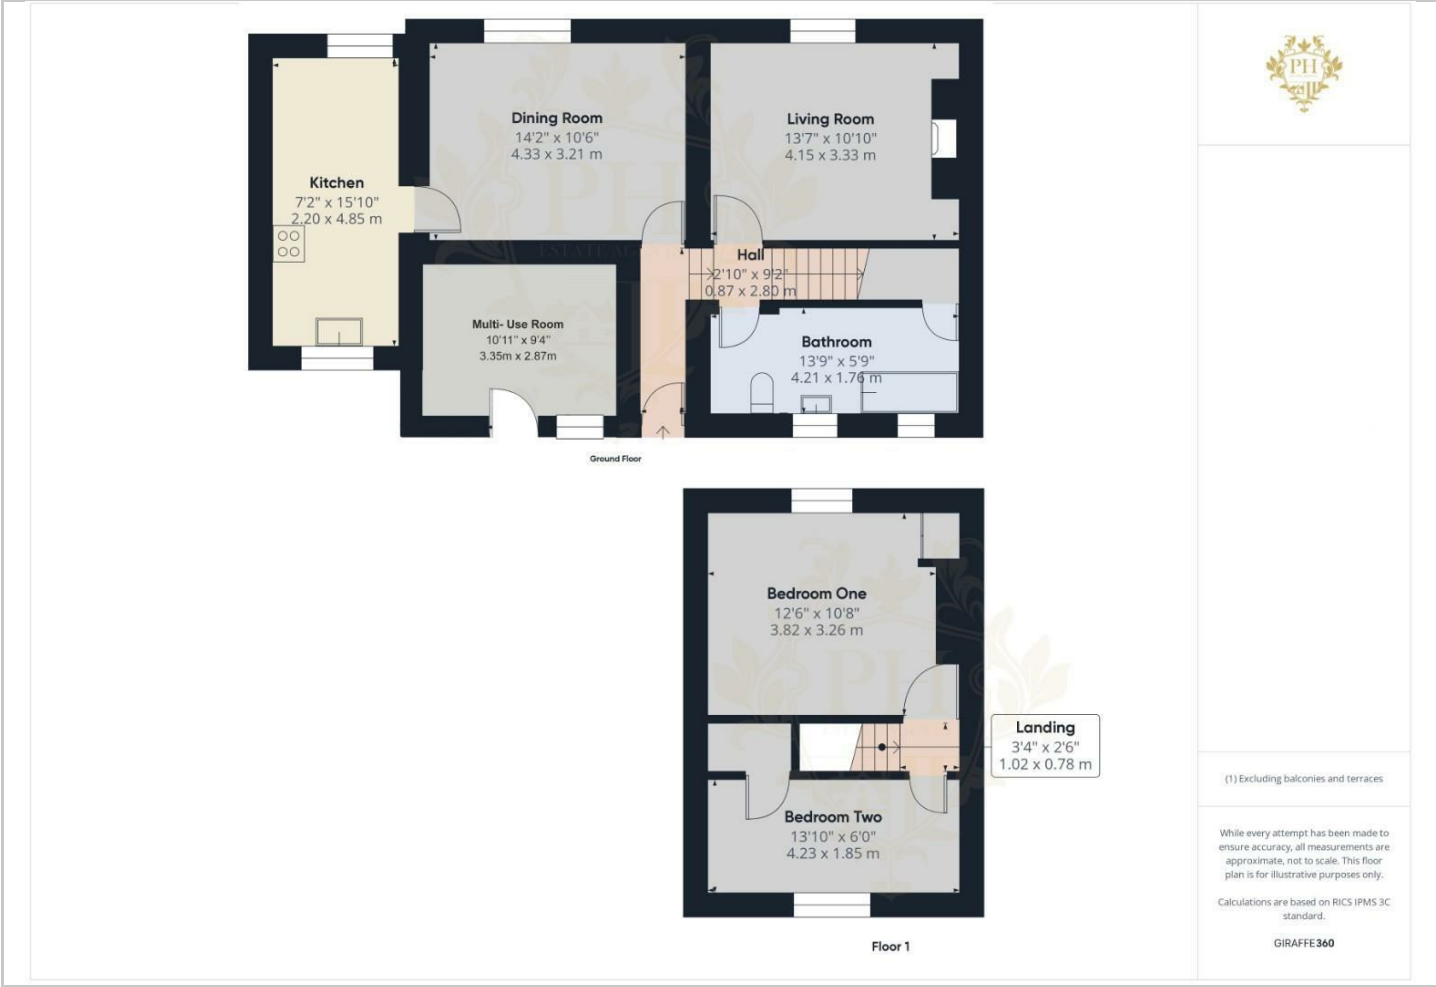 PH
Kitchen
7'2" x 15'10"
2.20 x 4.85 m
Dining Room
14'2" x 10'6"
4.33 x 3.21 m
Living Room
13'7" x 10'10"
4.15 x 3.33 m
Hall
2'10" x 9'2"
0.87 x 2.80 m
Multi- Use Room
10'11" x 9'4"
3.35m x 2.87m
Bathroom
13'9" x 5'9"
4.21 x 1.76 m
Ground Floor
Bedroom One
12'6" x 10'8"
3.82 x 3.26 m
Landing
3'4" x 2'6"
1.02 x 0.78 m
Bedroom Two
13'10" x 6'0"
4.23 x 1.85 m
Floor 1
(1) Excluding balconies and terraces
While every attempt has been made to
ensure accuracy, all measurements are
approximate, not to scale. This floor
plan is for illustrative purposes only.
Calculations are based on RICS IPMS 3C
standard.
GIRAFFE360
PH
PH